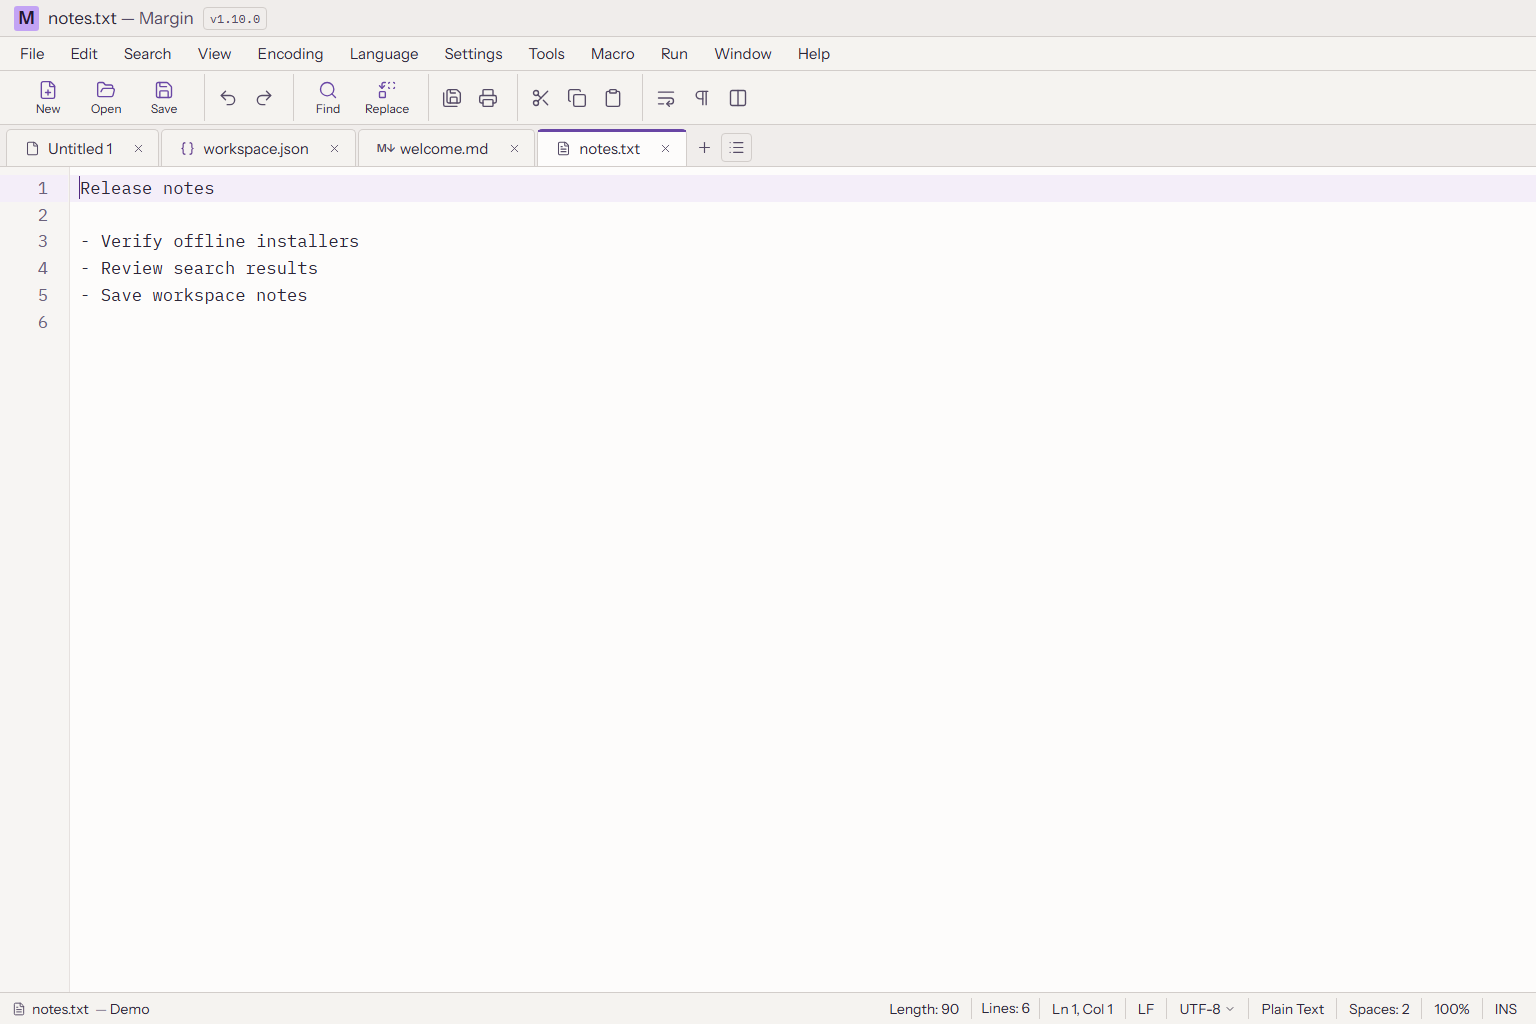 M notes.txt — Margin v1.10.0
File Edit Search View Encoding Language Settings Tools Macro Run Window Help
New Open Save Find Replace
Untitled 1 workspace.json M↓ welcome.md notes.txt
1 Release notes
2
3 - Verify offline installers
4 - Review search results
5 - Save workspace notes
6
notes.txt — Demo Length: 90 Lines: 6 Ln 1, Col 1 LF UTF-8 Plain Text Spaces: 2 100% INS